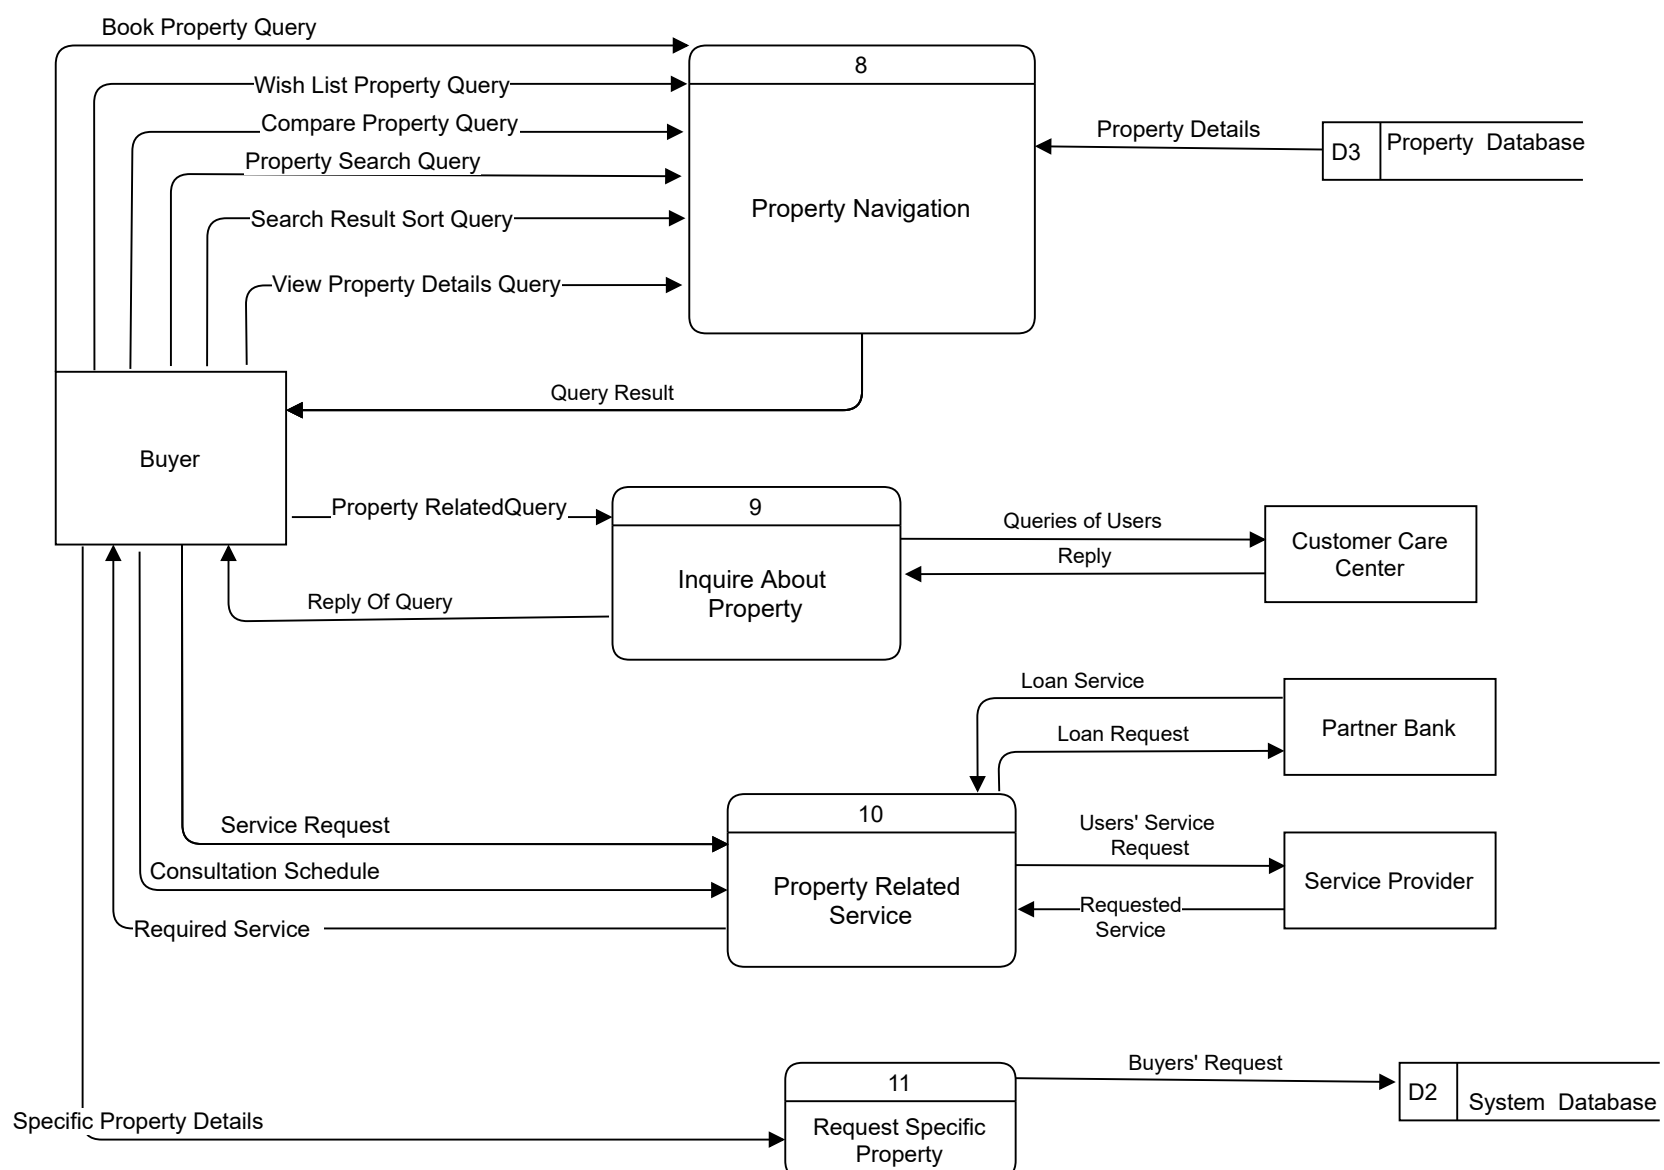 Book Property Query
8
Wish List Property Query
Compare Property Query
Property Details
D3
Property Database
Property Search Query
Property Navigation
Search Result Sort Query
View Property Details Query
Query Result
Buyer
Property RelatedQuery
9
Queries of Users
Customer Care
Center
Reply
Inquire About
Property
Reply Of Query
Loan Service
Partner Bank
Loan Request
10
Service Request
Users' Service
Request
Consultation Schedule
Property Related
Service
Service Provider
Required Service
Requested
Service
Buyers' Request
11
D2
System Database
Specific Property Details
Request Specific
Property